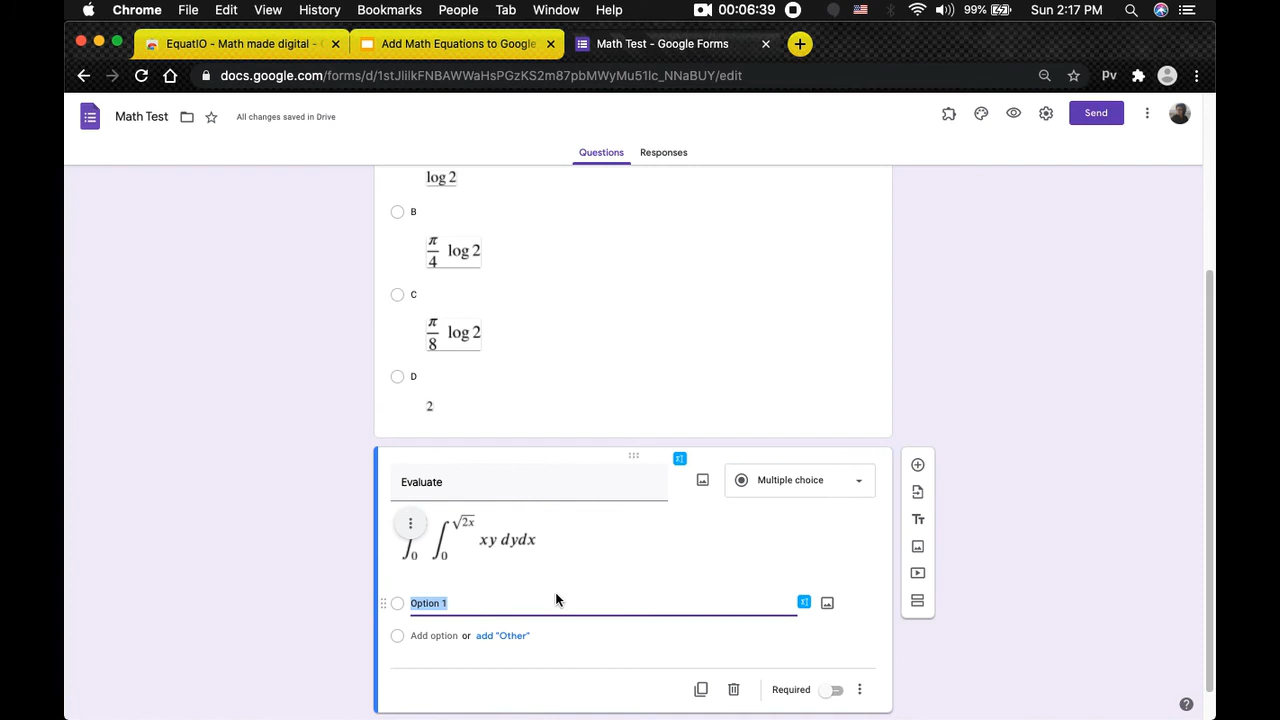 Chrome File Edit View History Bookmarks People Tab Window Help 00:06:39 99% Sun 2:17 PM
EquatIO - Math made digital - Add Math Equations to Google Math Test - Google Forms
docs.google.com/forms/d/1stJlilkFNBAWWaHsPGzKS2m87pbMWyMu51lc_NNaBUY/edit Pv
Math Test All changes saved in Drive Send
Questions Responses
log 2
B
π/4 log 2
C
π/8 log 2
D
2
Evaluate Multiple choice
∫₀ ∫₀^√2x xy dydx
Option 1
Add option or add "Other"
Required